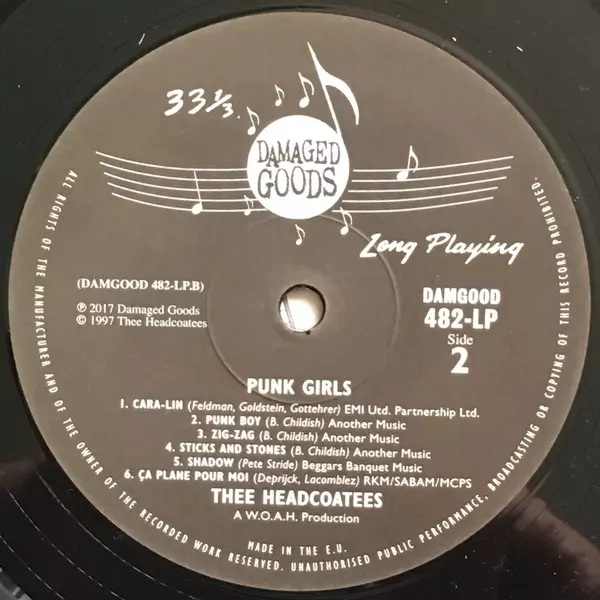 33 1/3.
DAMAGED
GOODS
Long Playing
(DAMGOOD 482-LP.B)
℗ 2017 Damaged Goods
© 1997 Thee Headcoatees
DAMGOOD
482-LP
Side
2
PUNK GIRLS
1. CARA-LIN (Feldman, Goldstein, Gottehrer) EMI Utd. Partnership Ltd.
2. PUNK BOY (B. Childish) Another Music
3. ZIG-ZAG (B. Childish) Another Music
4. STICKS AND STONES (B. Childish) Another Music
5. SHADOW (Pete Stride) Beggars Banquet Music
6. ÇA PLANE POUR MOI (Deprijck, Lacomblez) RKM/SABAM/MCPS
THEE HEADCOATEES
A W.O.A.H. Production
MADE IN THE E.U.
ALL RIGHTS OF THE MANUFACTURER AND OF THE OWNER OF THE RECORDED WORK RESERVED. UNAUTHORISED PUBLIC PERFORMANCE, BROADCASTING OR COPYING OF THIS RECORD PROHIBITED.